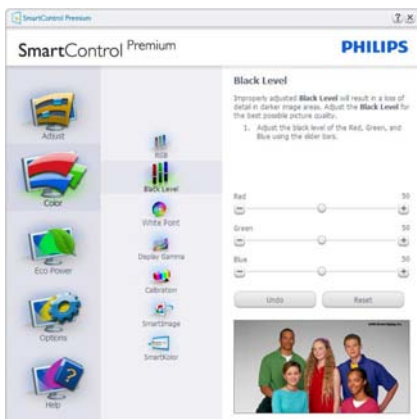 SmartControl Premium
SmartControl Premium
PHILIPS
Adjust
Color
Eco Power
Options
Help
RGB
Black Level
White Point
Display Gamma
Calibration
SmartImage
SmartKolor
Black Level
Improperly adjusted Black Level will result in a loss of
detail in darker image areas. Adjust the Black Level for
the best possible picture quality.
1. Adjust the black level of the Red, Green, and
Blue using the slider bars.
Red 50
Green 50
Blue 50
Undo Reset